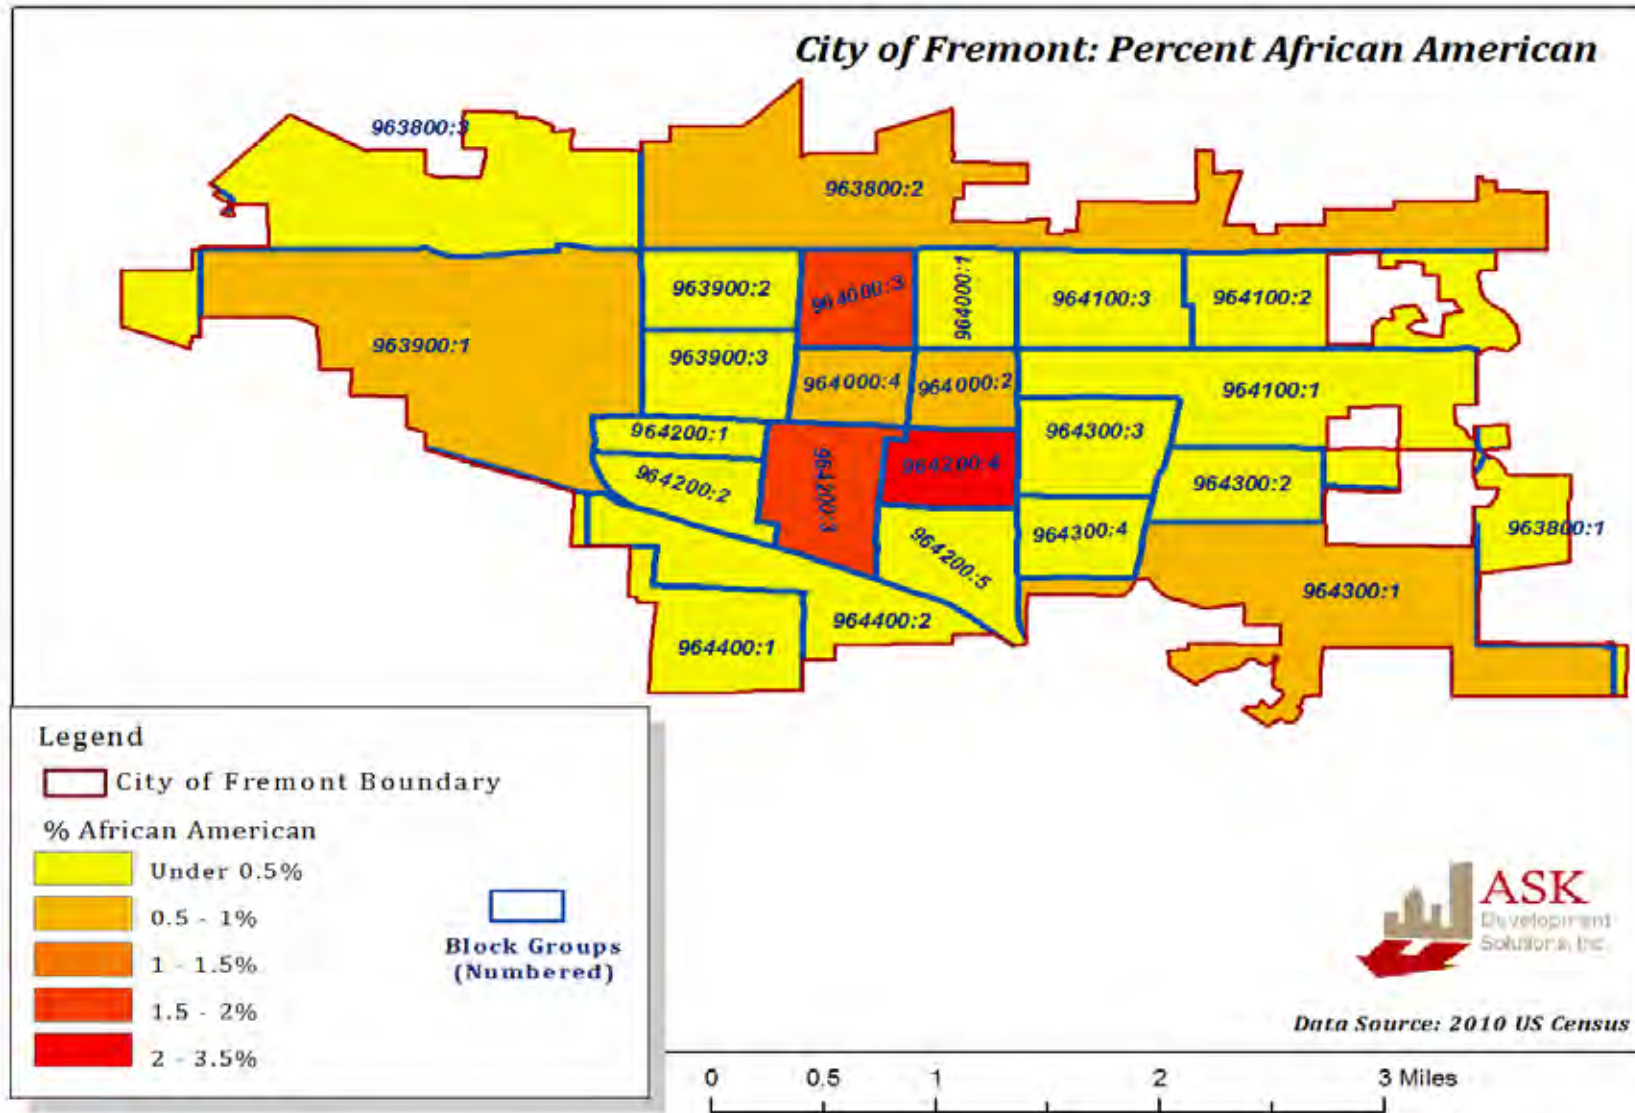 City of Fremont: Percent African American
963800:3
963800:2
963900:2
964000:3
964000:1
964100:3
964100:2
963900:1
963900:3
964000:4
964000:2
964100:1
964200:1
964300:3
964200:2
964200:3
964200:4
964300:2
964300:4
963800:1
964200:5
964300:1
964400:2
964400:1
Legend
City of Fremont Boundary
% African American
Under 0.5%
0.5 - 1%
1 - 1.5%
1.5 - 2%
2 - 3.5%
Block Groups
(Numbered)
ASK
Development
Solutions, Inc.
Data Source: 2010 US Census
0 0.5 1 2 3 Miles